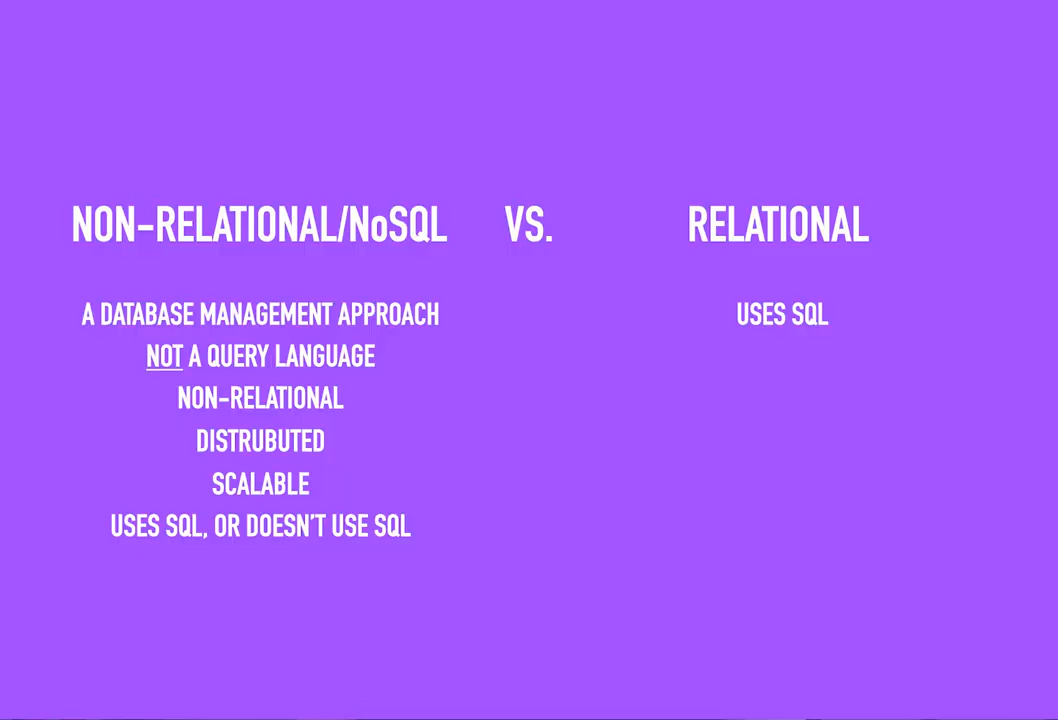 NON-RELATIONAL/NoSQL VS. RELATIONAL
A DATABASE MANAGEMENT APPROACH
NOT A QUERY LANGUAGE
NON-RELATIONAL
DISTRUBUTED
SCALABLE
USES SQL, OR DOESN'T USE SQL
USES SQL